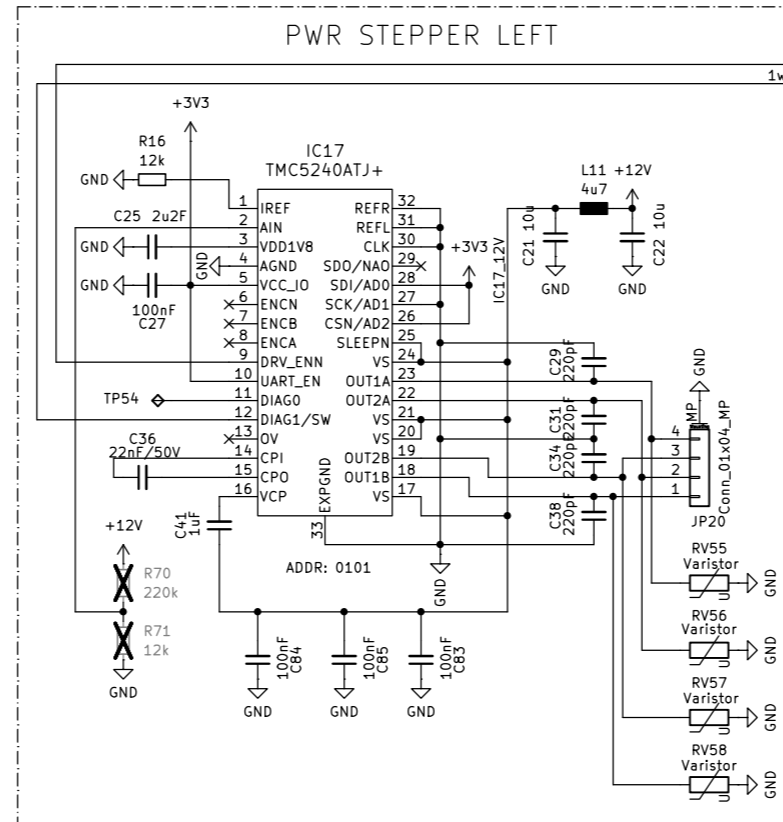 PWR STEPPER LEFT
1w
+3V3
R16
12k
GND
IC17
TMC5240ATJ+
C25 2u2F
GND
GND
GND
100nF
C27
1 IREF
2 AIN
3 VDD1V8
4 AGND
5 VCC_IO
6 ENCN
7 ENCB
8 ENCA
9 DRV_ENN
10 UART_EN
11 DIAG0
12 DIAG1/SW
13 OV
14 CPI
15 CPO
16 VCP
REFR 32
REFL 31
CLK 30
SDO/NAO 29
SDI/AD0 28
SCK/AD1 27
CSN/AD2 26
SLEEPN 25
VS 24
OUT1A 23
OUT2A 22
VS 21
VS 20
OUT2B 19
OUT1B 18
VS 17
EXPGND
33
ADDR: 0101
TP54
C36
22nF/50V
C41
1uF
+12V
R70
220k
R71
12k
GND
+3V3
IC17_12V
L11
4u7
+12V
C21 10u
GND
C22 10u
GND
C29
220pF
C31
220pF
C34
220pF
C38
220pF
GND
GND
MP
4
3
2
1
Conn_01x04_MP
JP20
100nF
C84
GND
100nF
C85
GND
100nF
C83
GND
RV55
Varistor
U
GND
RV56
Varistor
U
GND
RV57
Varistor
U
GND
RV58
Varistor
U
GND